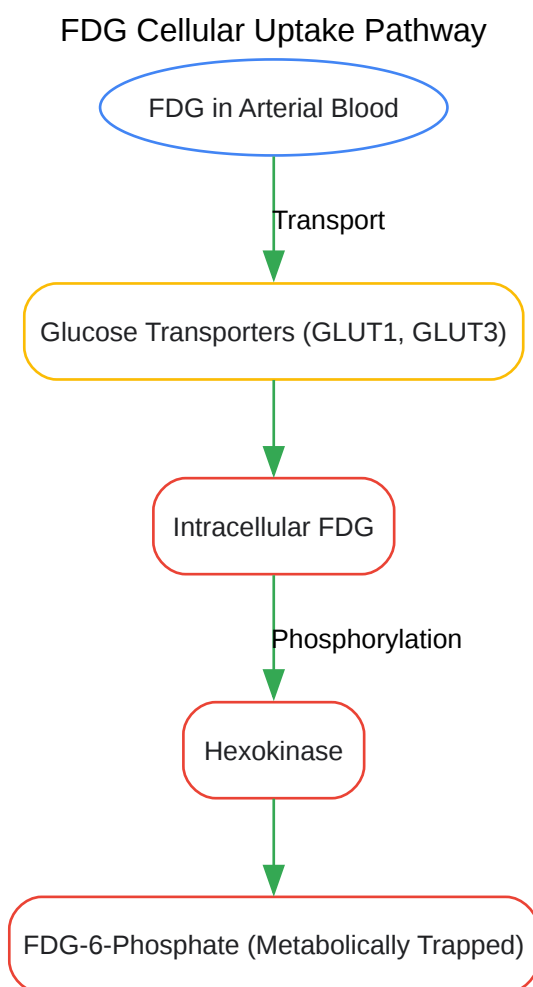 FDG Cellular Uptake Pathway
FDG in Arterial Blood
Transport
Glucose Transporters (GLUT1, GLUT3)
Intracellular FDG
Phosphorylation
Hexokinase
FDG-6-Phosphate (Metabolically Trapped)